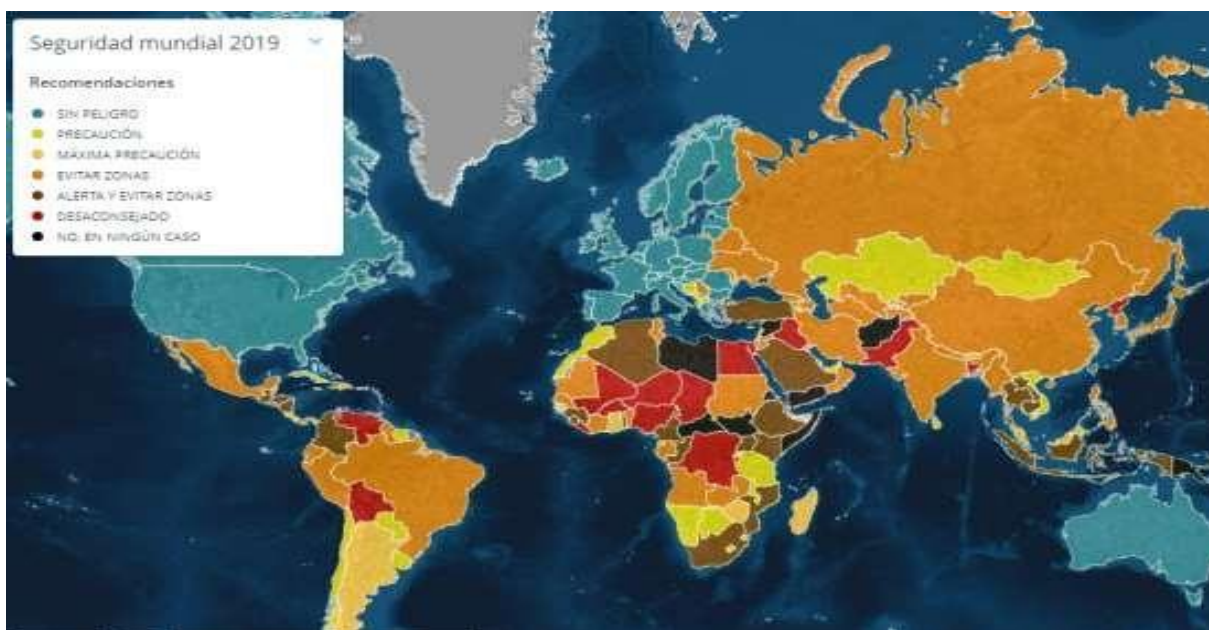 Seguridad mundial 2019
Recomendaciones
SIN PELIGRO
PRECAUCIÓN
MÁXIMA PRECAUCIÓN
EVITAR ZONAS
ALERTA Y EVITAR ZONAS
DESACONSEJADO
NO, EN NINGÚN CASO